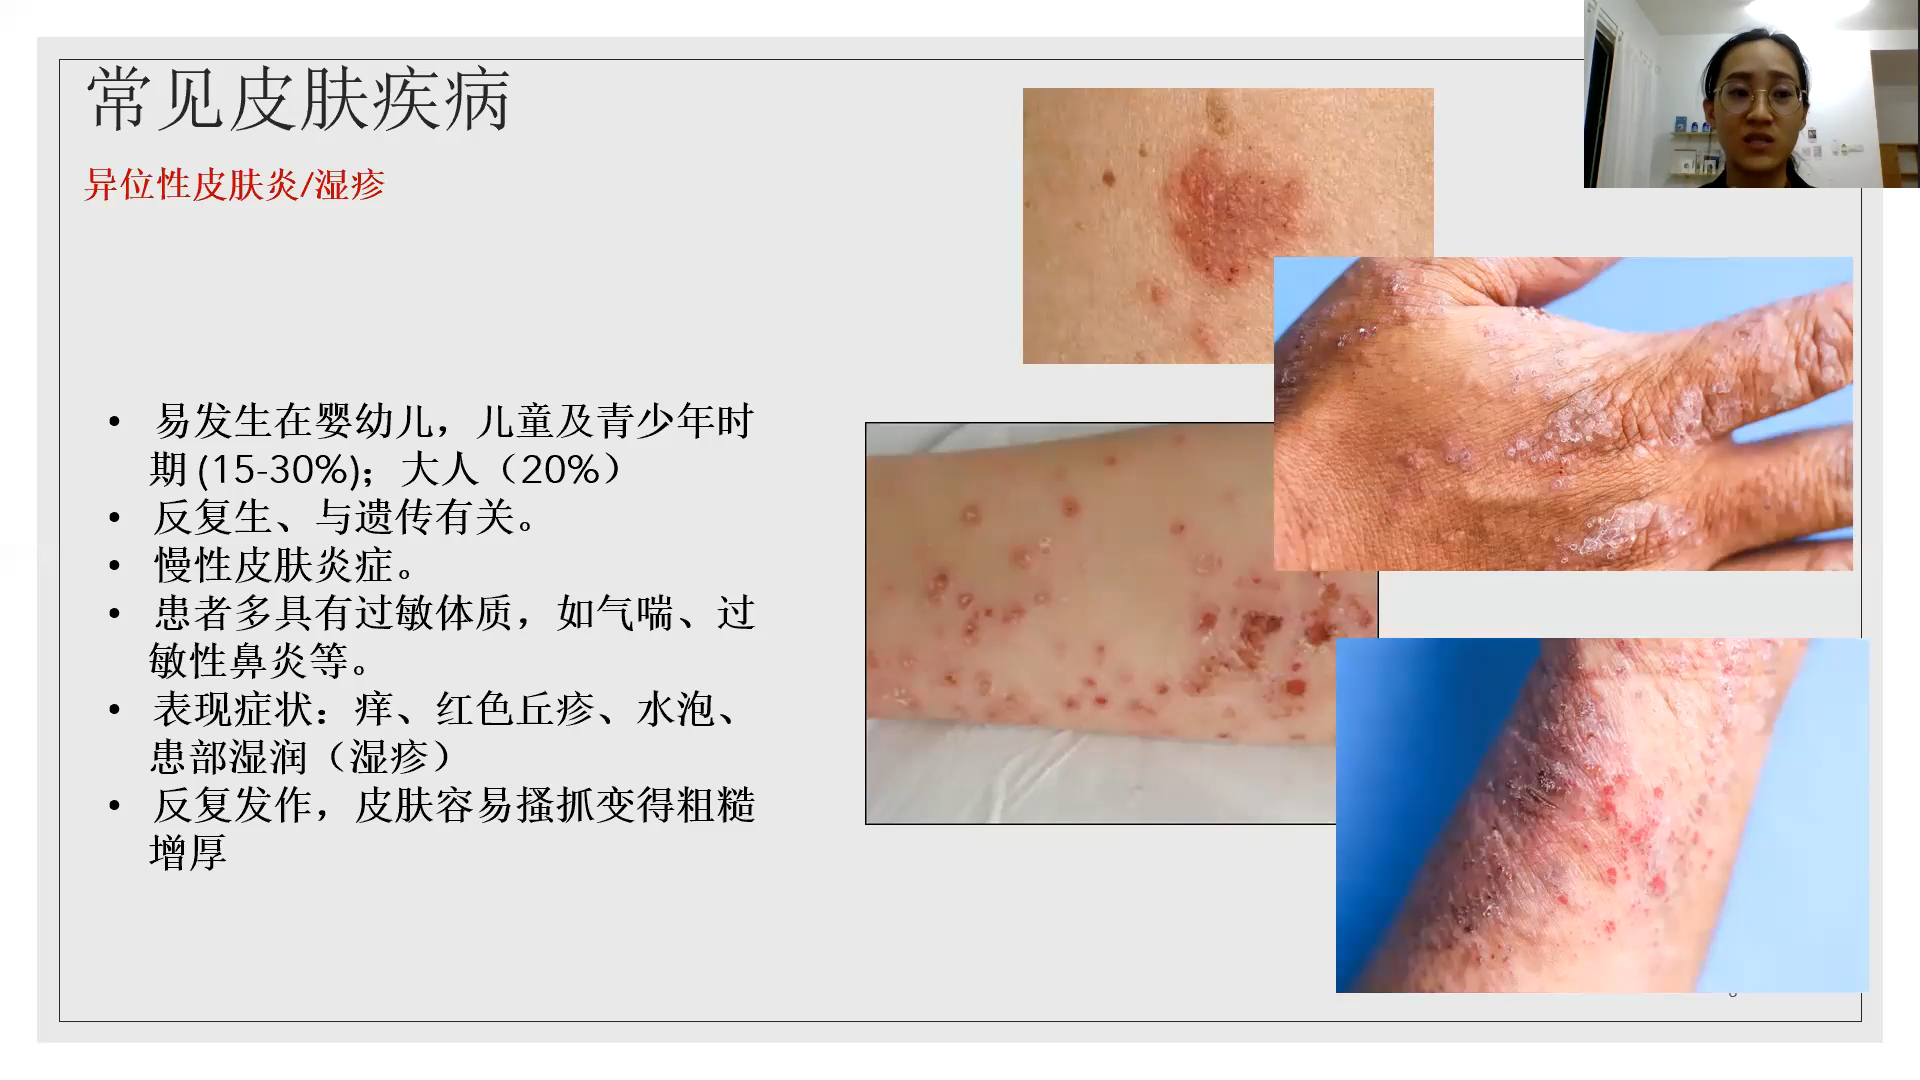 常见皮肤疾病
异位性皮肤炎/湿疹
• 易发生在婴幼儿，儿童及青少年时
期 (15-30%)；大人（20%）
• 反复生、与遗传有关。
• 慢性皮肤炎症。
• 患者多具有过敏体质，如气喘、过
敏性鼻炎等。
• 表现症状：痒、红色丘疹、水泡、
患部湿润（湿疹）
• 反复发作，皮肤容易搔抓变得粗糙
增厚